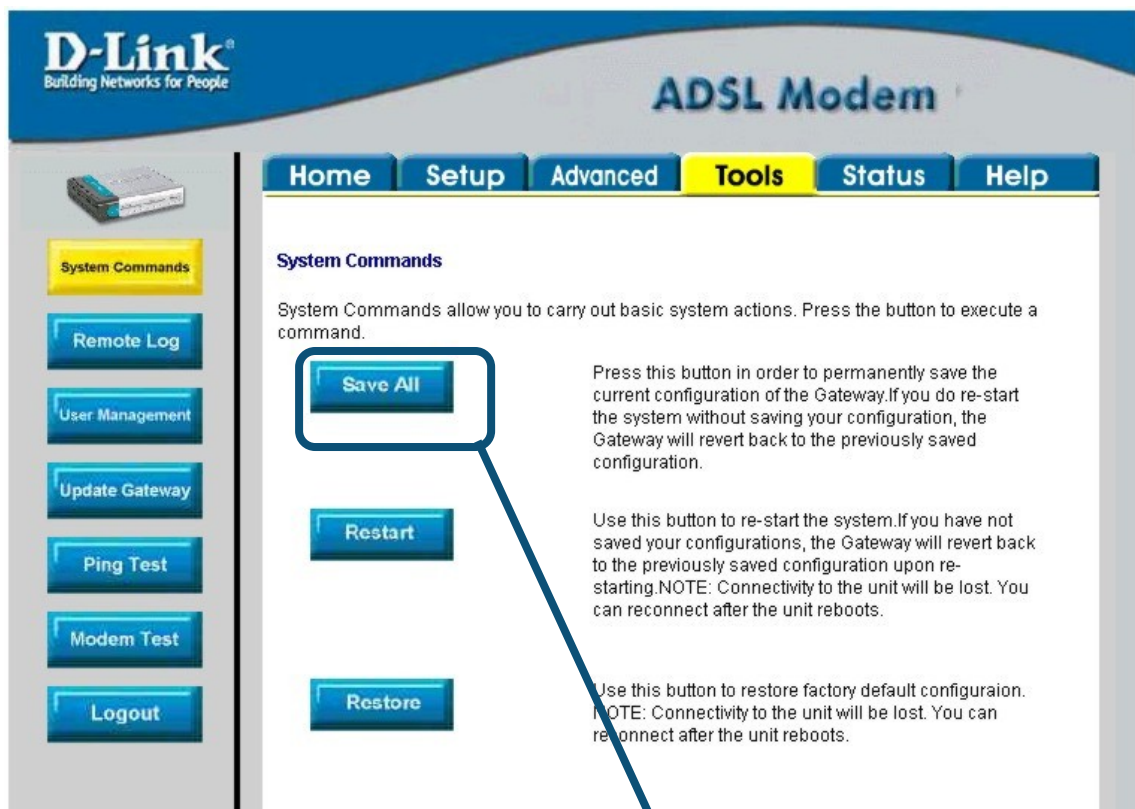 D-Link®
Building Networks for People
ADSL Modem
Home Setup Advanced Tools Status Help
System Commands
Remote Log
User Management
Update Gateway
Ping Test
Modem Test
Logout
System Commands
System Commands allow you to carry out basic system actions. Press the button to execute a
command.
Save All
Press this button in order to permanently save the
current configuration of the Gateway.If you do re-start
the system without saving your configuration, the
Gateway will revert back to the previously saved
configuration.
Restart
Use this button to re-start the system.If you have not
saved your configurations, the Gateway will revert back
to the previously saved configuration upon re-
starting.NOTE: Connectivity to the unit will be lost. You
can reconnect after the unit reboots.
Restore
Use this button to restore factory default configuraion.
NOTE: Connectivity to the unit will be lost. You can
reconnect after the unit reboots.